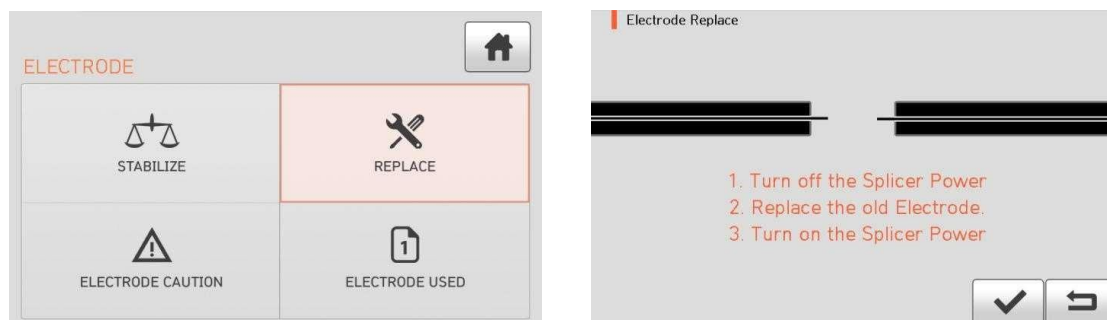 ELECTRODE
STABILIZE
REPLACE
ELECTRODE CAUTION
1
ELECTRODE USED
Electrode Replace
1. Turn off the Splicer Power
2. Replace the old Electrode.
3. Turn on the Splicer Power